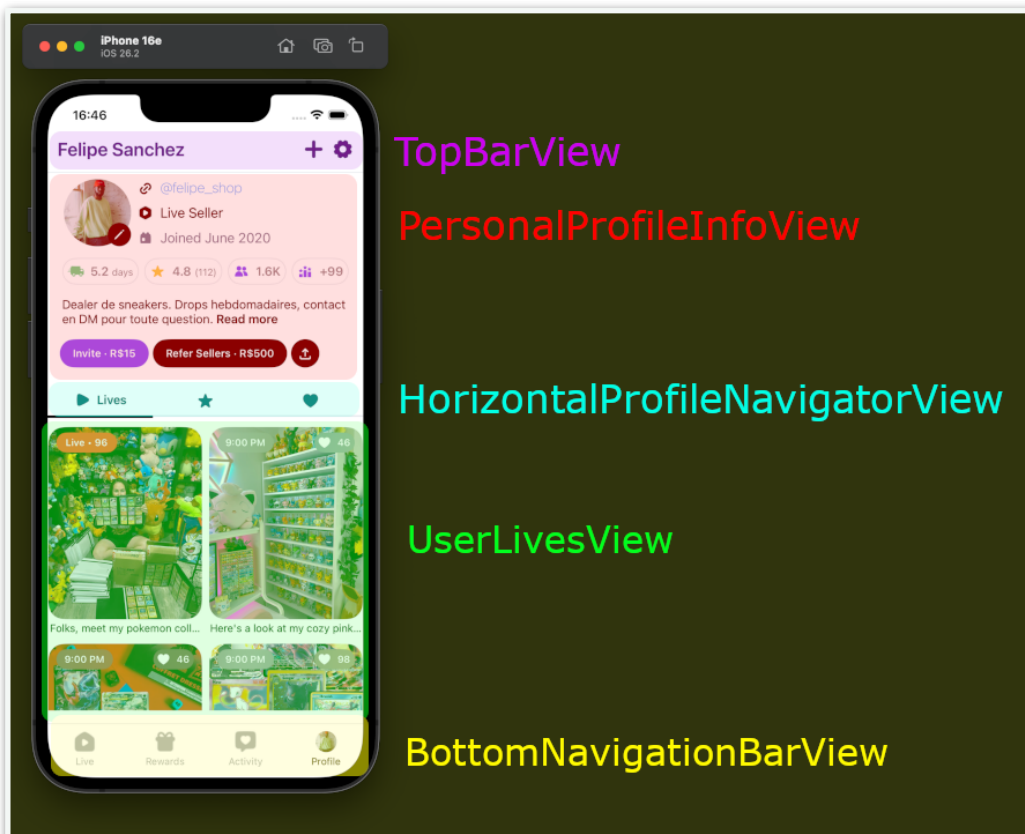 iPhone 16e
iOS 26.2
16:46
Felipe Sanchez
TopBarView
@felipe_shop
Live Seller
Joined June 2020
PersonalProfileInfoView
5.2 days
4.8 (112)
1.6K
+99
Dealer de sneakers. Drops hebdomadaires, contact
en DM pour toute question. Read more
Invite · R$15
Refer Sellers · R$500
Lives
HorizontalProfileNavigatorView
Live • 96
9:00 PM
46
UserLivesView
Folks, meet my pokemon coll...
Here's a look at my cozy pink...
9:00 PM
46
9:00 PM
98
Live
Rewards
Activity
Profile
BottomNavigationBarView